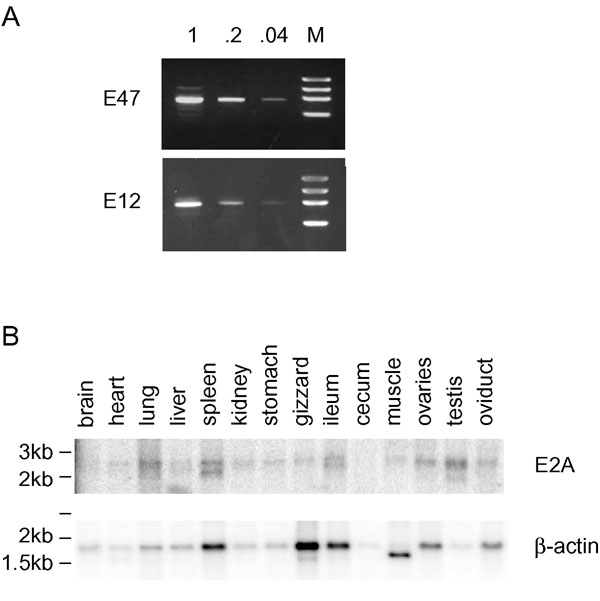 A
1 .2 .04 M
E47
E12
B
brain heart lung liver spleen kidney stomach gizzard ileum cecum muscle ovaries testis oviduct
3kb
2kb
E2A
2kb
1.5kb
β-actin